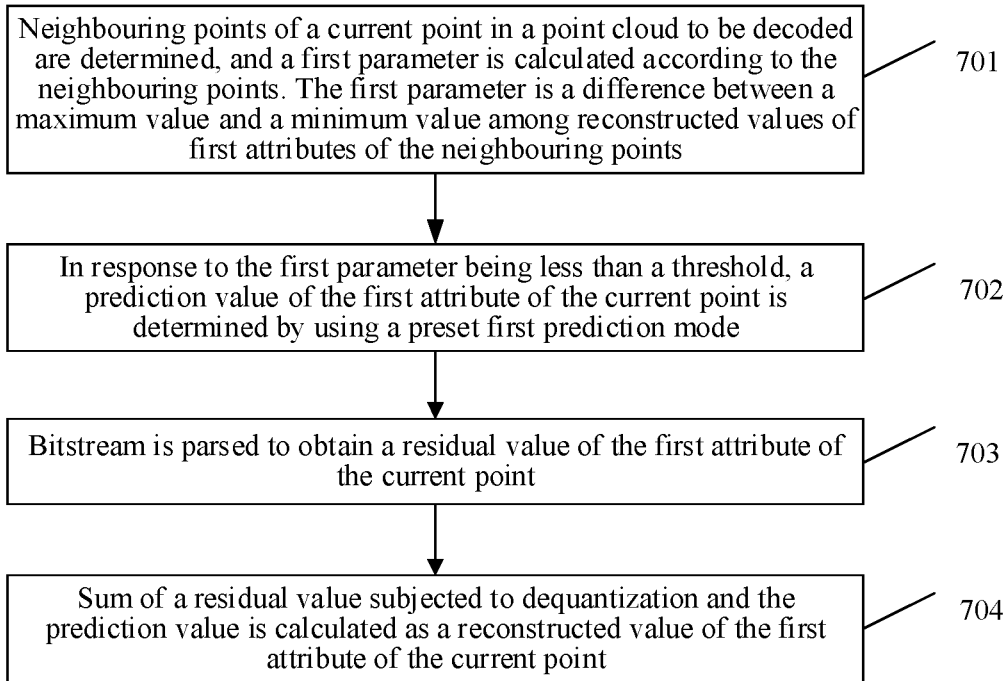 Neighbouring points of a current point in a point cloud to be decoded
are determined, and a first parameter is calculated according to the
neighbouring points. The first parameter is a difference between a
maximum value and a minimum value among reconstructed values of
first attributes of the neighbouring points
701
In response to the first parameter being less than a threshold, a
prediction value of the first attribute of the current point is
determined by using a preset first prediction mode
702
Bitstream is parsed to obtain a residual value of the first attribute of
the current point
703
Sum of a residual value subjected to dequantization and the
prediction value is calculated as a reconstructed value of the first
attribute of the current point
704